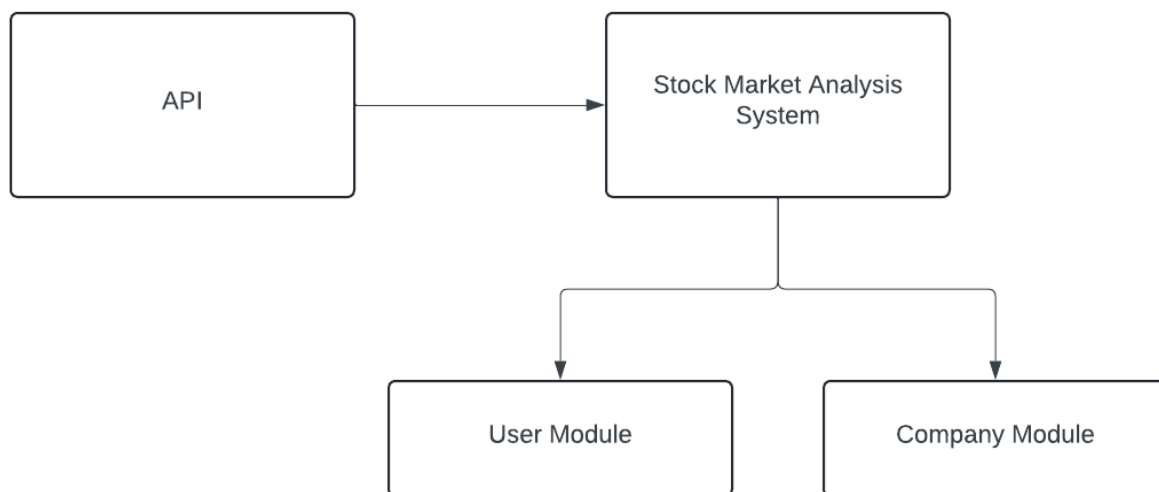 API
Stock Market Analysis
System
User Module
Company Module